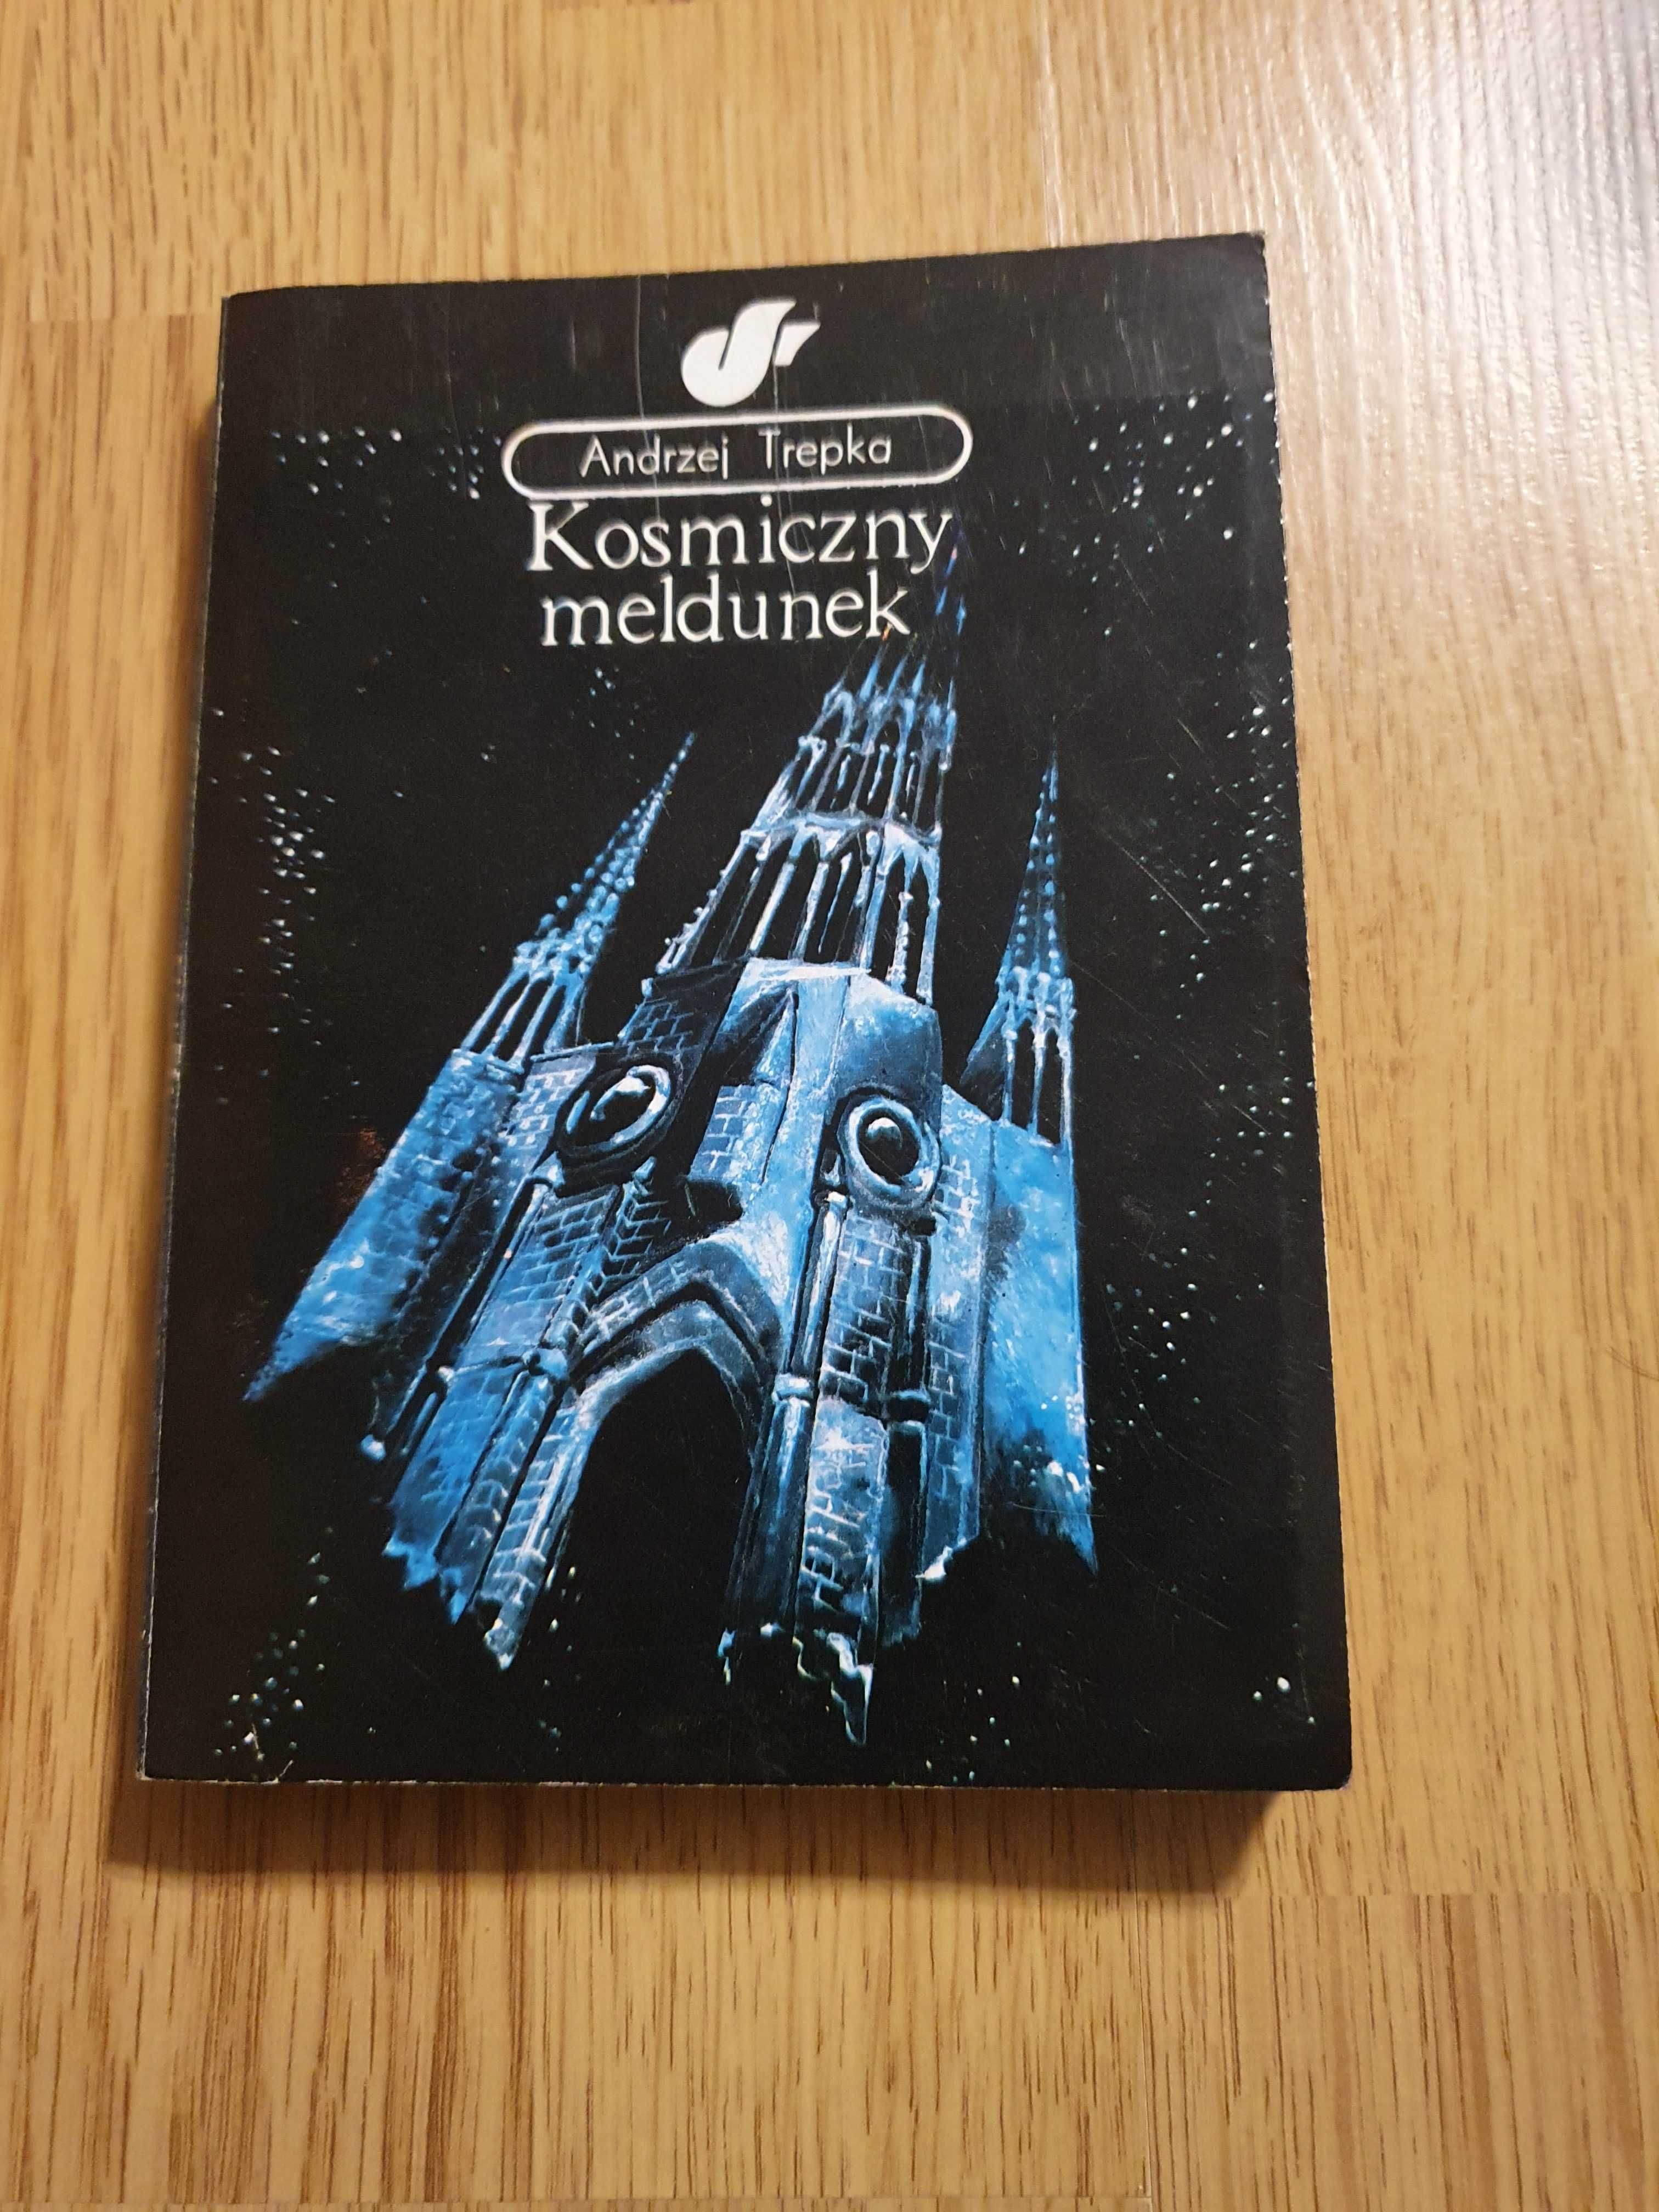 Andrzej Trepka
Kosmiczny
meldunek